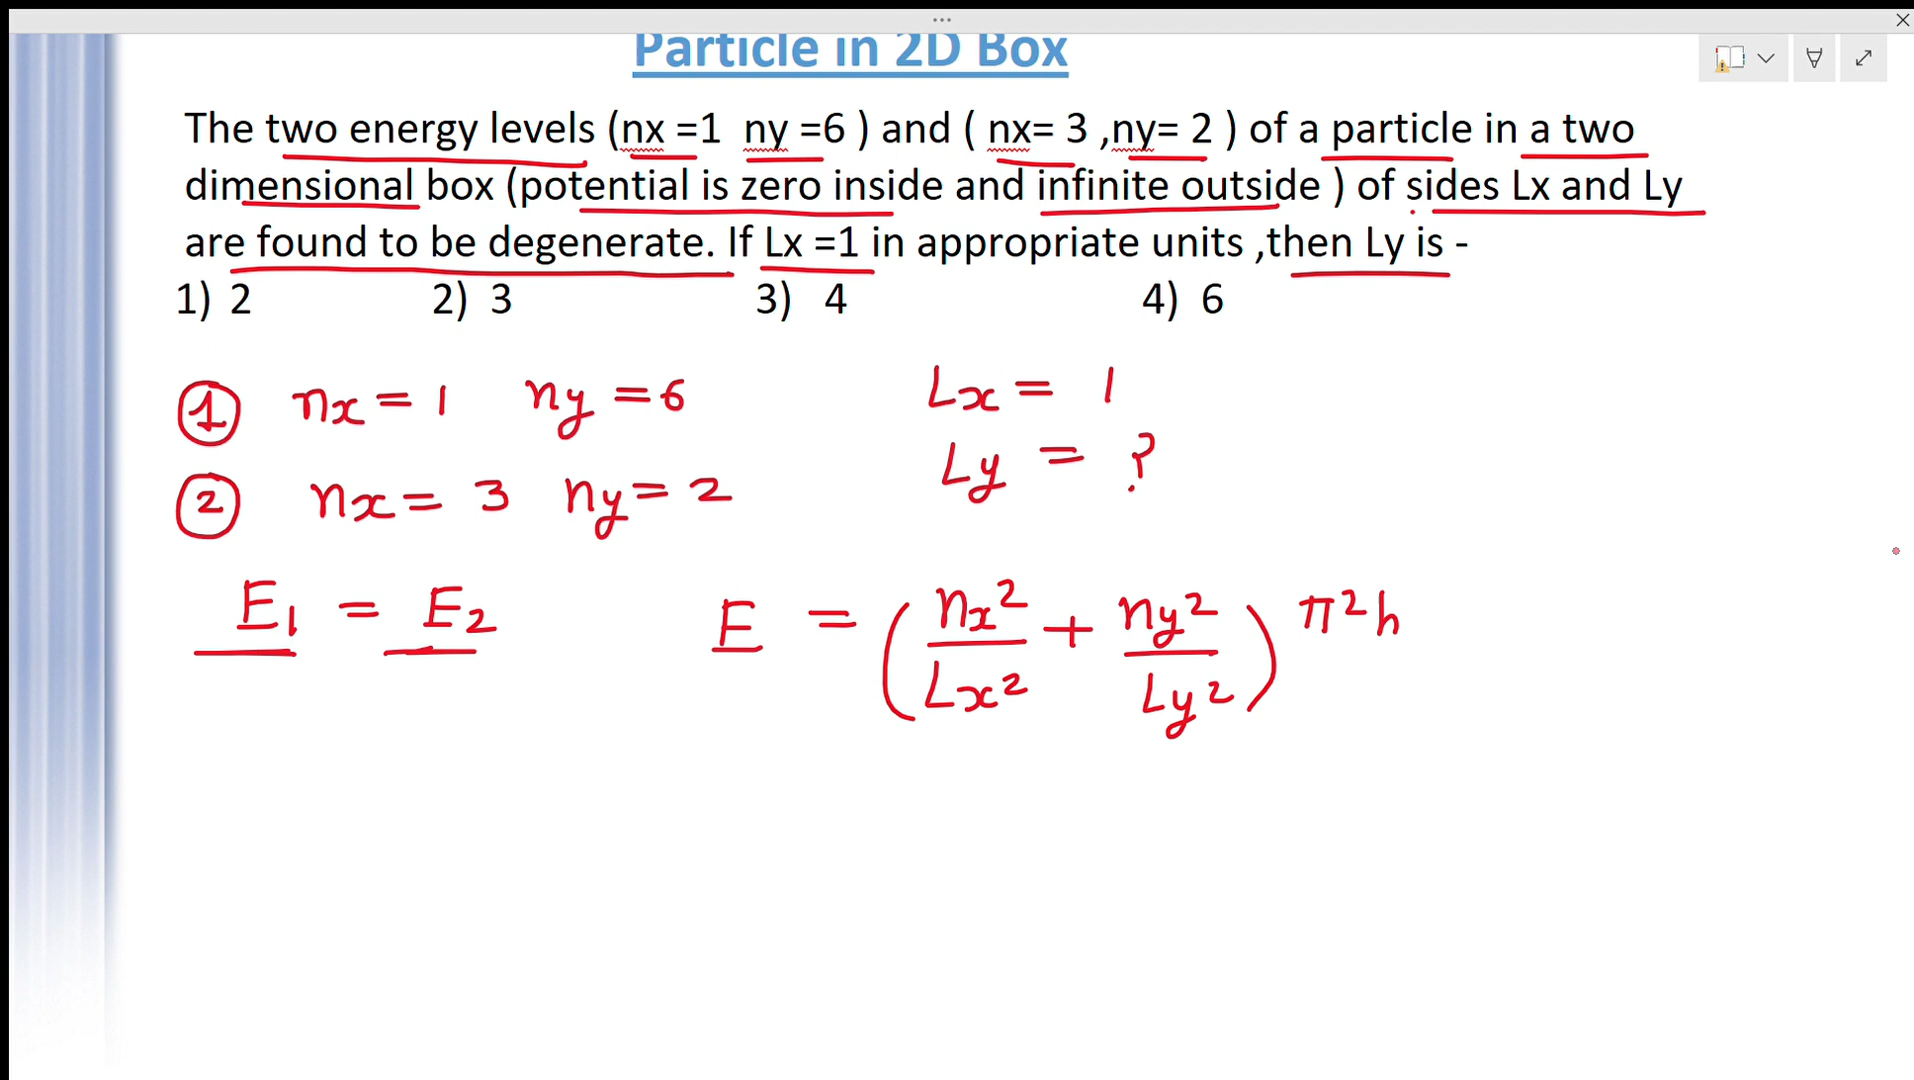 Particle in 2D Box
The two energy levels (nx =1 ny =6 ) and ( nx= 3 ,ny= 2 ) of a particle in a two
dimensional box (potential is zero inside and infinite outside ) of sides Lx and Ly
are found to be degenerate. If Lx =1 in appropriate units ,then Ly is -
1) 2 2) 3 3) 4 4) 6
① nx = 1 ny = 6 Lx = 1
Ly = ?
② nx = 3 ny = 2
E₁ = E₂ E = (nx²/Lx² + ny²/Ly²) π²h